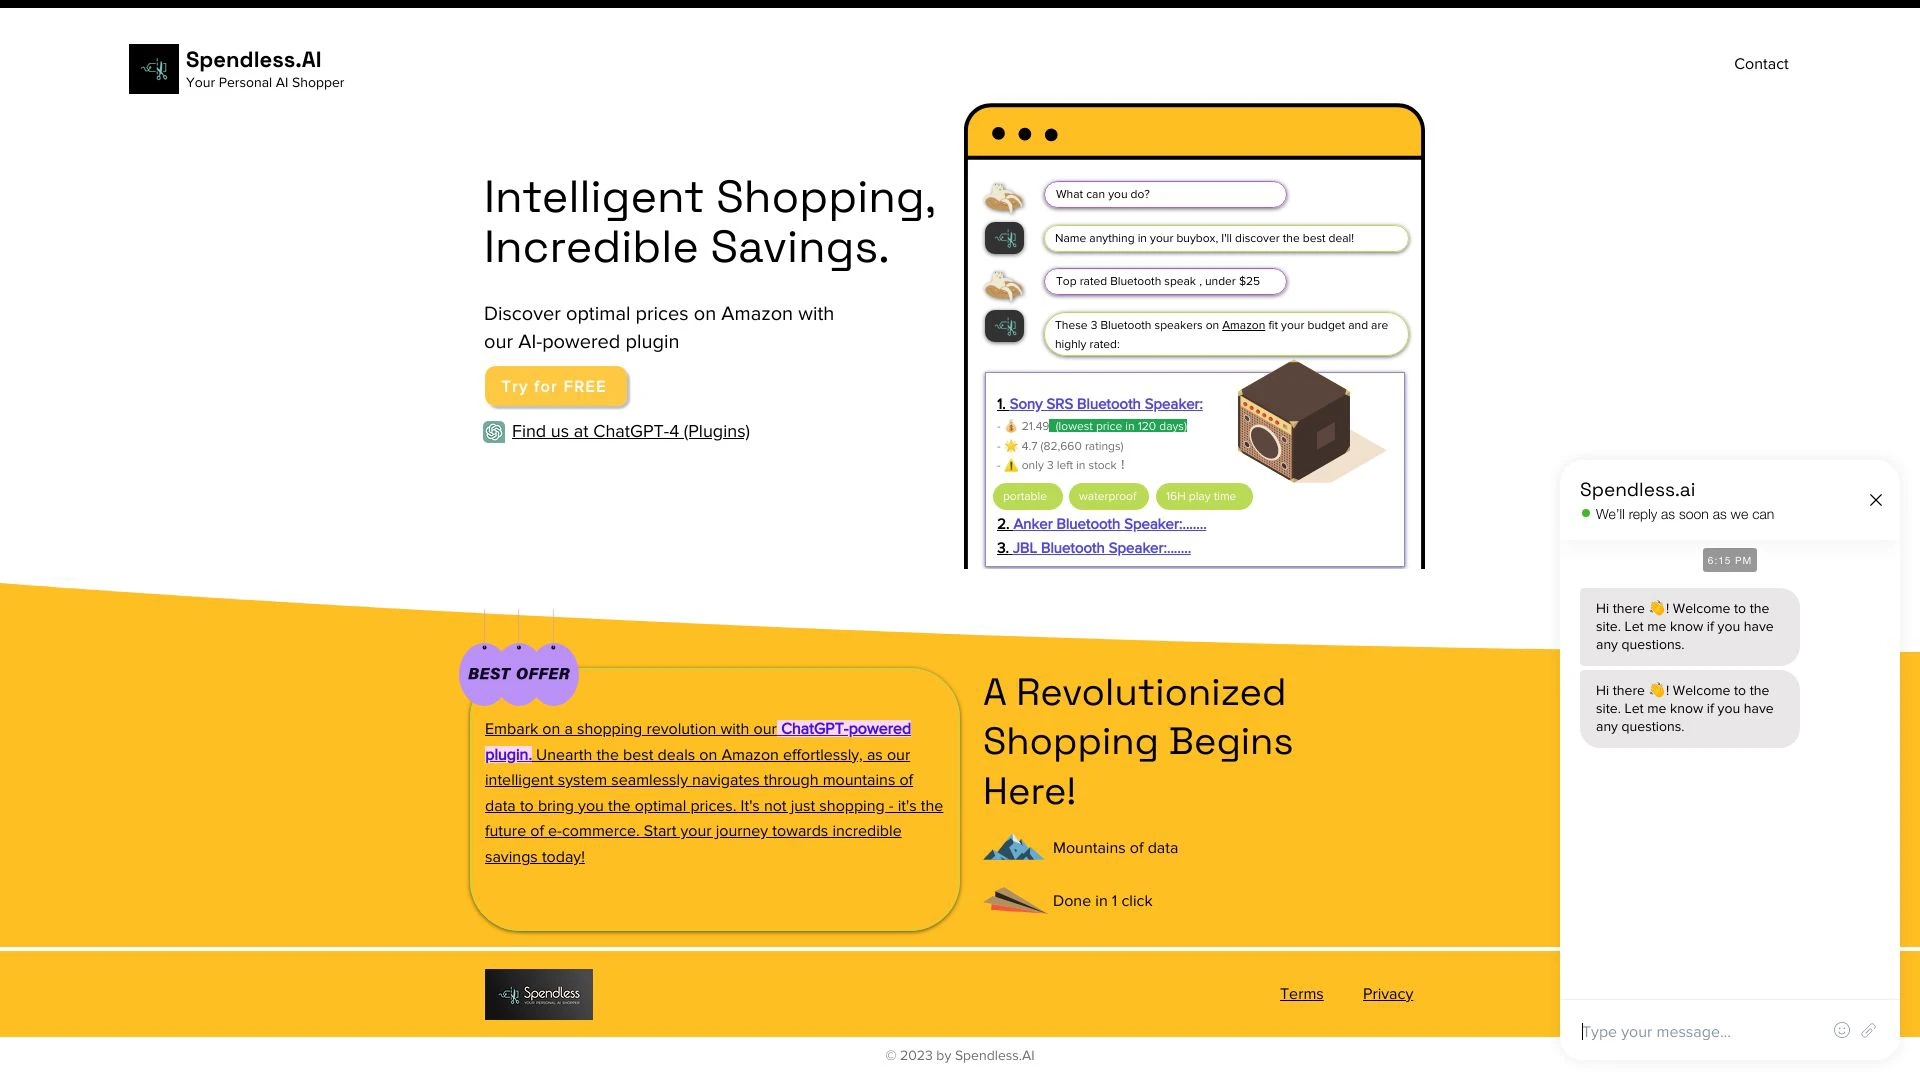 Spendless.AI
Your Personal AI Shopper
Contact
Intelligent Shopping,
Incredible Savings.
Discover optimal prices on Amazon with
our AI-powered plugin
Try for FREE
Find us at ChatGPT-4 (Plugins)
What can you do?
Name anything in your buybox, I'll discover the best deal!
Top rated Bluetooth speak , under $25
These 3 Bluetooth speakers on Amazon fit your budget and are
highly rated:
1. Sony SRS Bluetooth Speaker:
- 💰 21.49 (lowest price in 120 days)
- 🌟 4.7 (82,660 ratings)
- ⚠️ only 3 left in stock !
portable waterproof 16H play time
2. Anker Bluetooth Speaker:.......
3. JBL Bluetooth Speaker:.......
BEST OFFER
Embark on a shopping revolution with our ChatGPT-powered
plugin. Unearth the best deals on Amazon effortlessly, as our
intelligent system seamlessly navigates through mountains of
data to bring you the optimal prices. It's not just shopping - it's the
future of e-commerce. Start your journey towards incredible
savings today!
A Revolutionized
Shopping Begins
Here!
Mountains of data
Done in 1 click
Spendless
YOUR PERSONAL AI SHOPPER
Terms
Privacy
© 2023 by Spendless.AI
Spendless.ai
We'll reply as soon as we can
6:15 PM
Hi there 👋! Welcome to the
site. Let me know if you have
any questions.
Hi there 👋! Welcome to the
site. Let me know if you have
any questions.
Type your message...